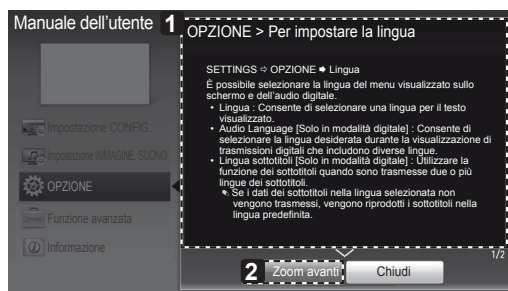 Manuale dell'utente
1
OPZIONE > Per impostare la lingua
SETTINGS ⇨ OPZIONE ➡ Lingua
È possibile selezionare la lingua del menu visualizzato sullo
schermo e dell'audio digitale.
• Lingua : Consente di selezionare una lingua per il testo
visualizzato.
• Audio Language [Solo in modalità digitale] : Consente di
selezionare la lingua desiderata durante la visualizzazione di
trasmissioni digitali che includono diverse lingue.
• Lingua sottotitoli [Solo in modalità digitale] : Utilizzare la
funzione dei sottotitoli quando sono trasmesse due o più
lingue dei sottotitoli.
Se i dati dei sottotitoli nella lingua selezionata non
vengono trasmessi, vengono riprodotti i sottotitoli nella
lingua predefinita.
Impostazione CONFIG.
Impostazione IMMAGINE, SUONO
OPZIONE
Funzione avanzata
Informazione
1/2
2
Zoom avanti
Chiudi